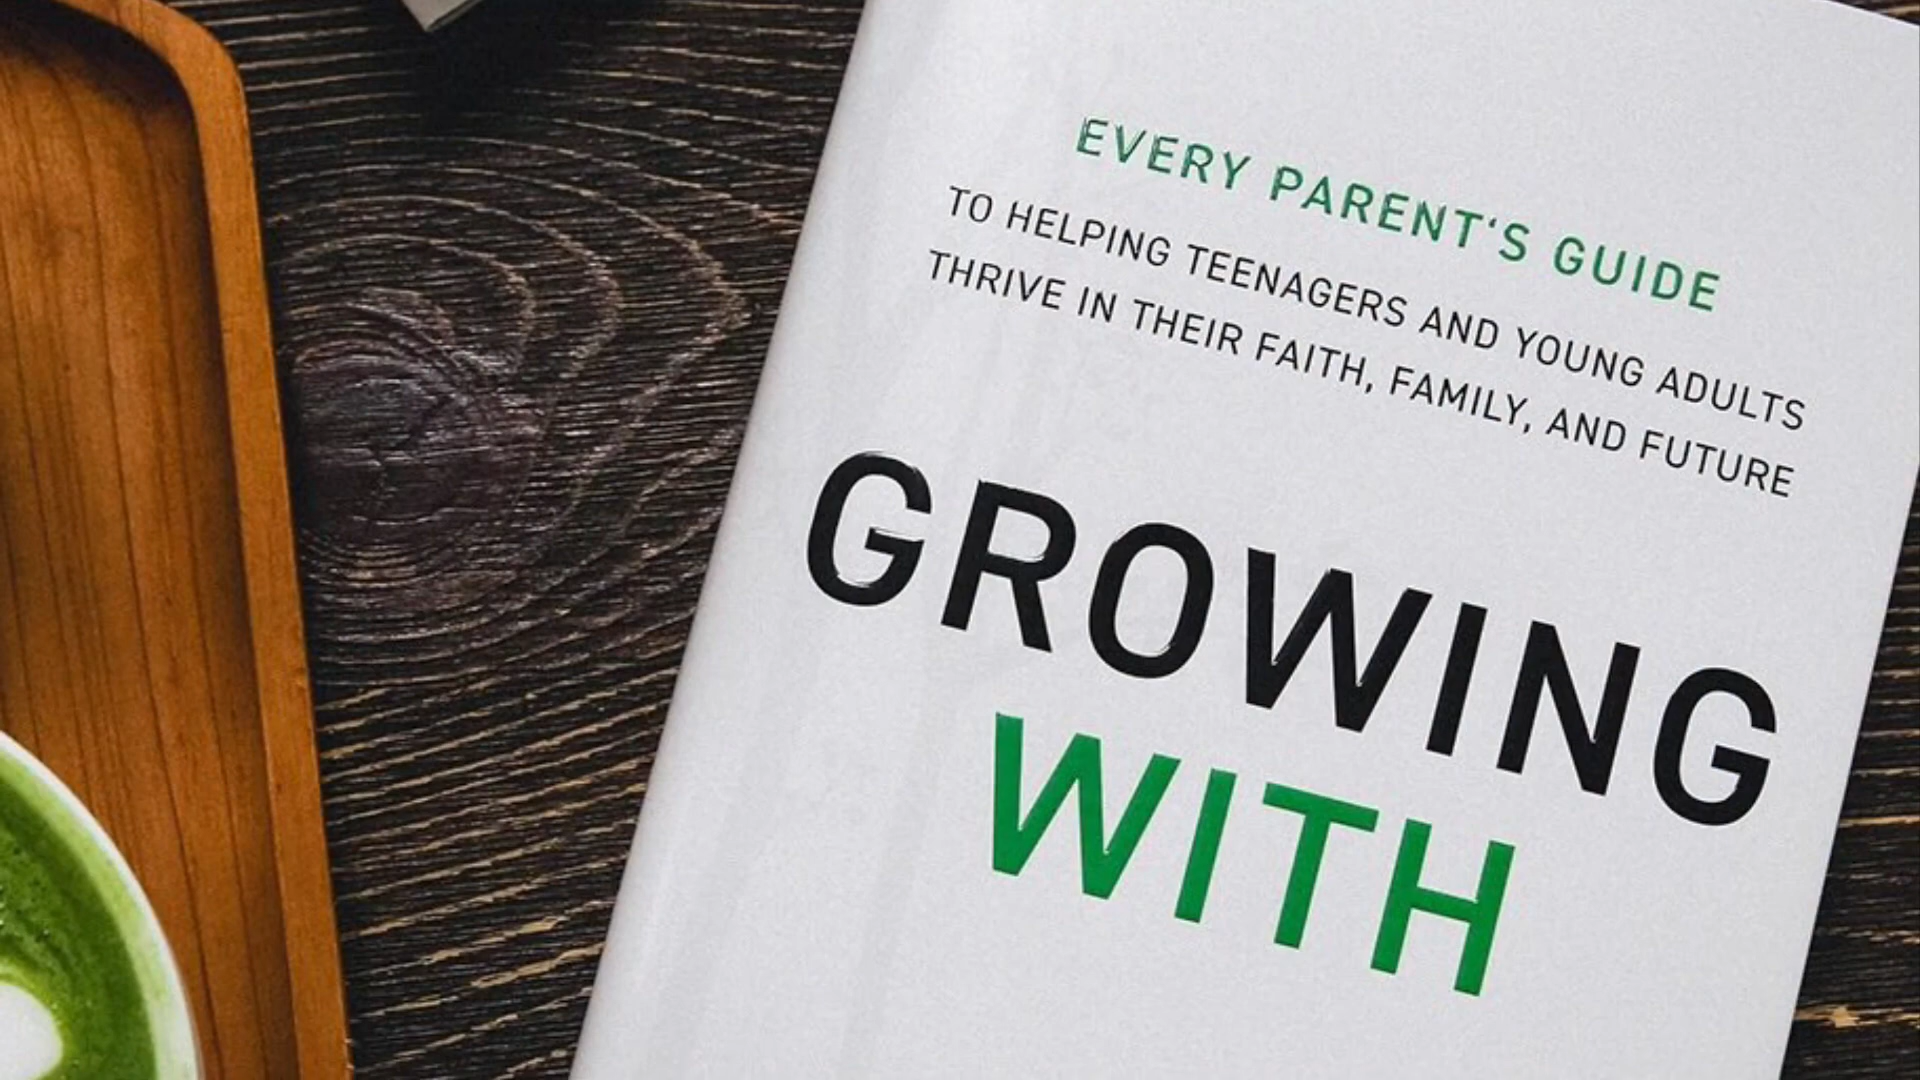 EVERY PARENT‘S GUIDE
TO HELPING TEENAGERS AND YOUNG ADULTS
THRIVE IN THEIR FAITH, FAMILY, AND FUTURE
GROWING
WITH